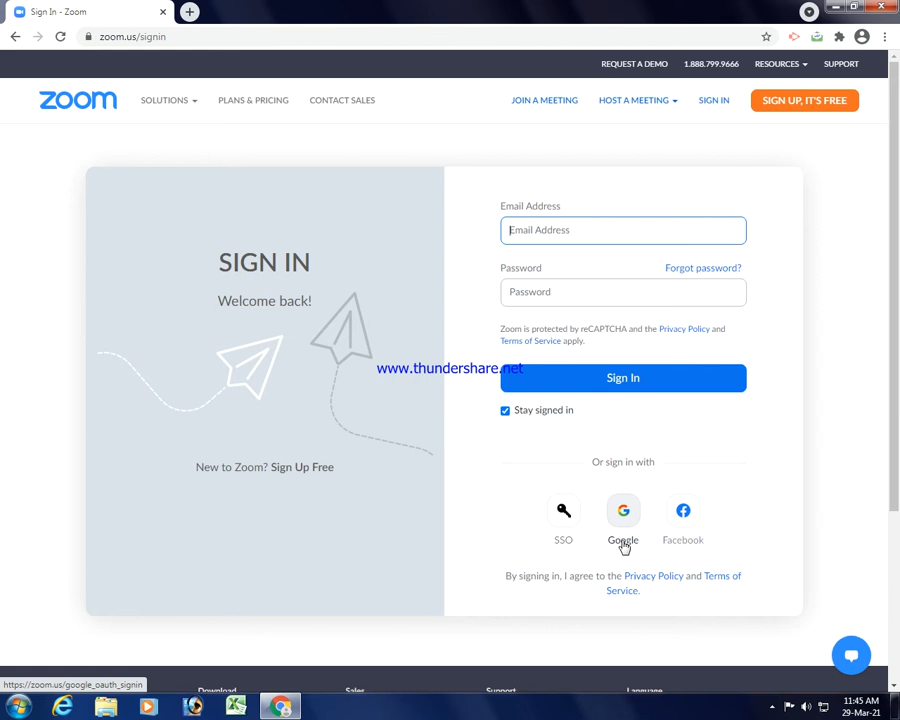 Sign In - Zoom
zoom.us/signin
REQUEST A DEMO 1.888.799.9666 RESOURCES SUPPORT
zoom SOLUTIONS PLANS & PRICING CONTACT SALES JOIN A MEETING HOST A MEETING SIGN IN SIGN UP, IT'S FREE
Email Address
Email Address
SIGN IN
Password Forgot password?
Password
Welcome back!
Zoom is protected by reCAPTCHA and the Privacy Policy and
Terms of Service apply.
www.thundershare.net
Sign In
Stay signed in
Or sign in with
New to Zoom? Sign Up Free
SSO Google Facebook
By signing in, I agree to the Privacy Policy and Terms of
Service.
https://zoom.us/google_oauth_signin
Download Sales Support Language
11:45 AM
29-Mar-21